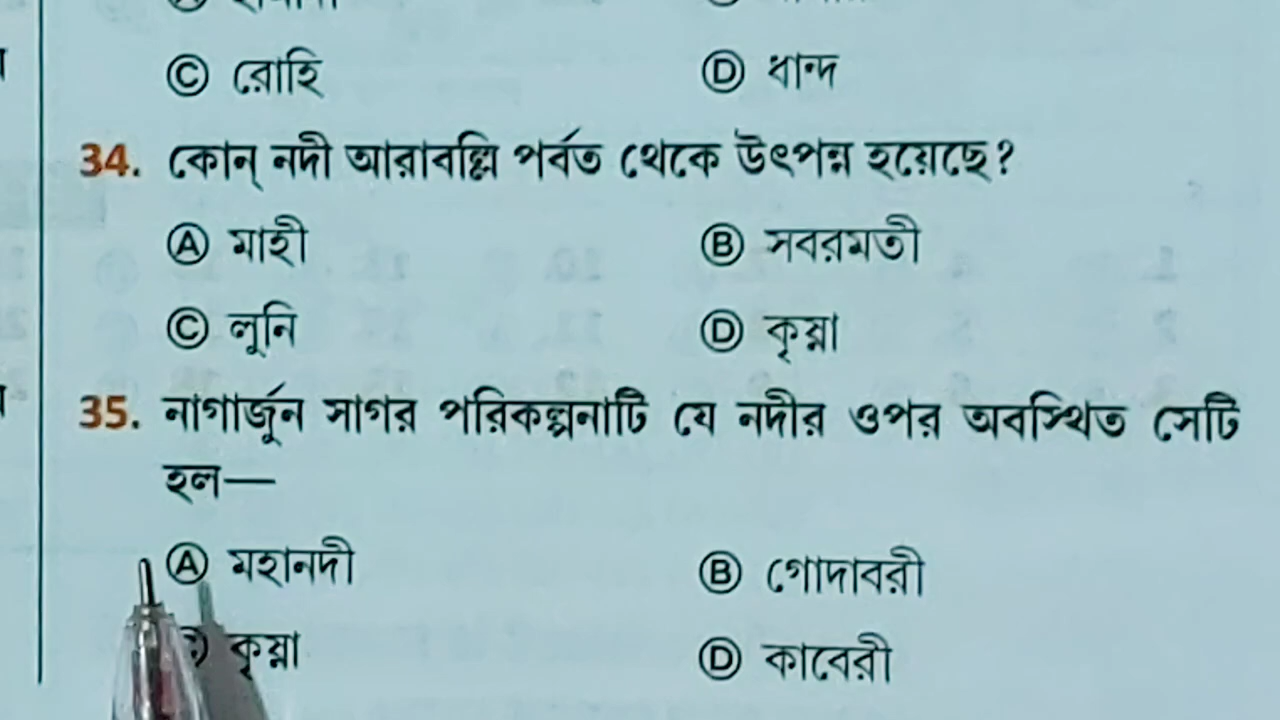 Ⓒ রোহি Ⓓ ধান্দ
34. কোন্ নদী আরাবল্লি পর্বত থেকে উৎপন্ন হয়েছে?
Ⓐ মাহী Ⓑ সবরমতী
Ⓒ লুনি Ⓓ কৃষ্ণা
35. নাগার্জুন সাগর পরিকল্পনাটি যে নদীর ওপর অবস্থিত সেটি
হল—
Ⓐ মহানদী Ⓑ গোদাবরী
কৃষ্ণা Ⓓ কাবেরী